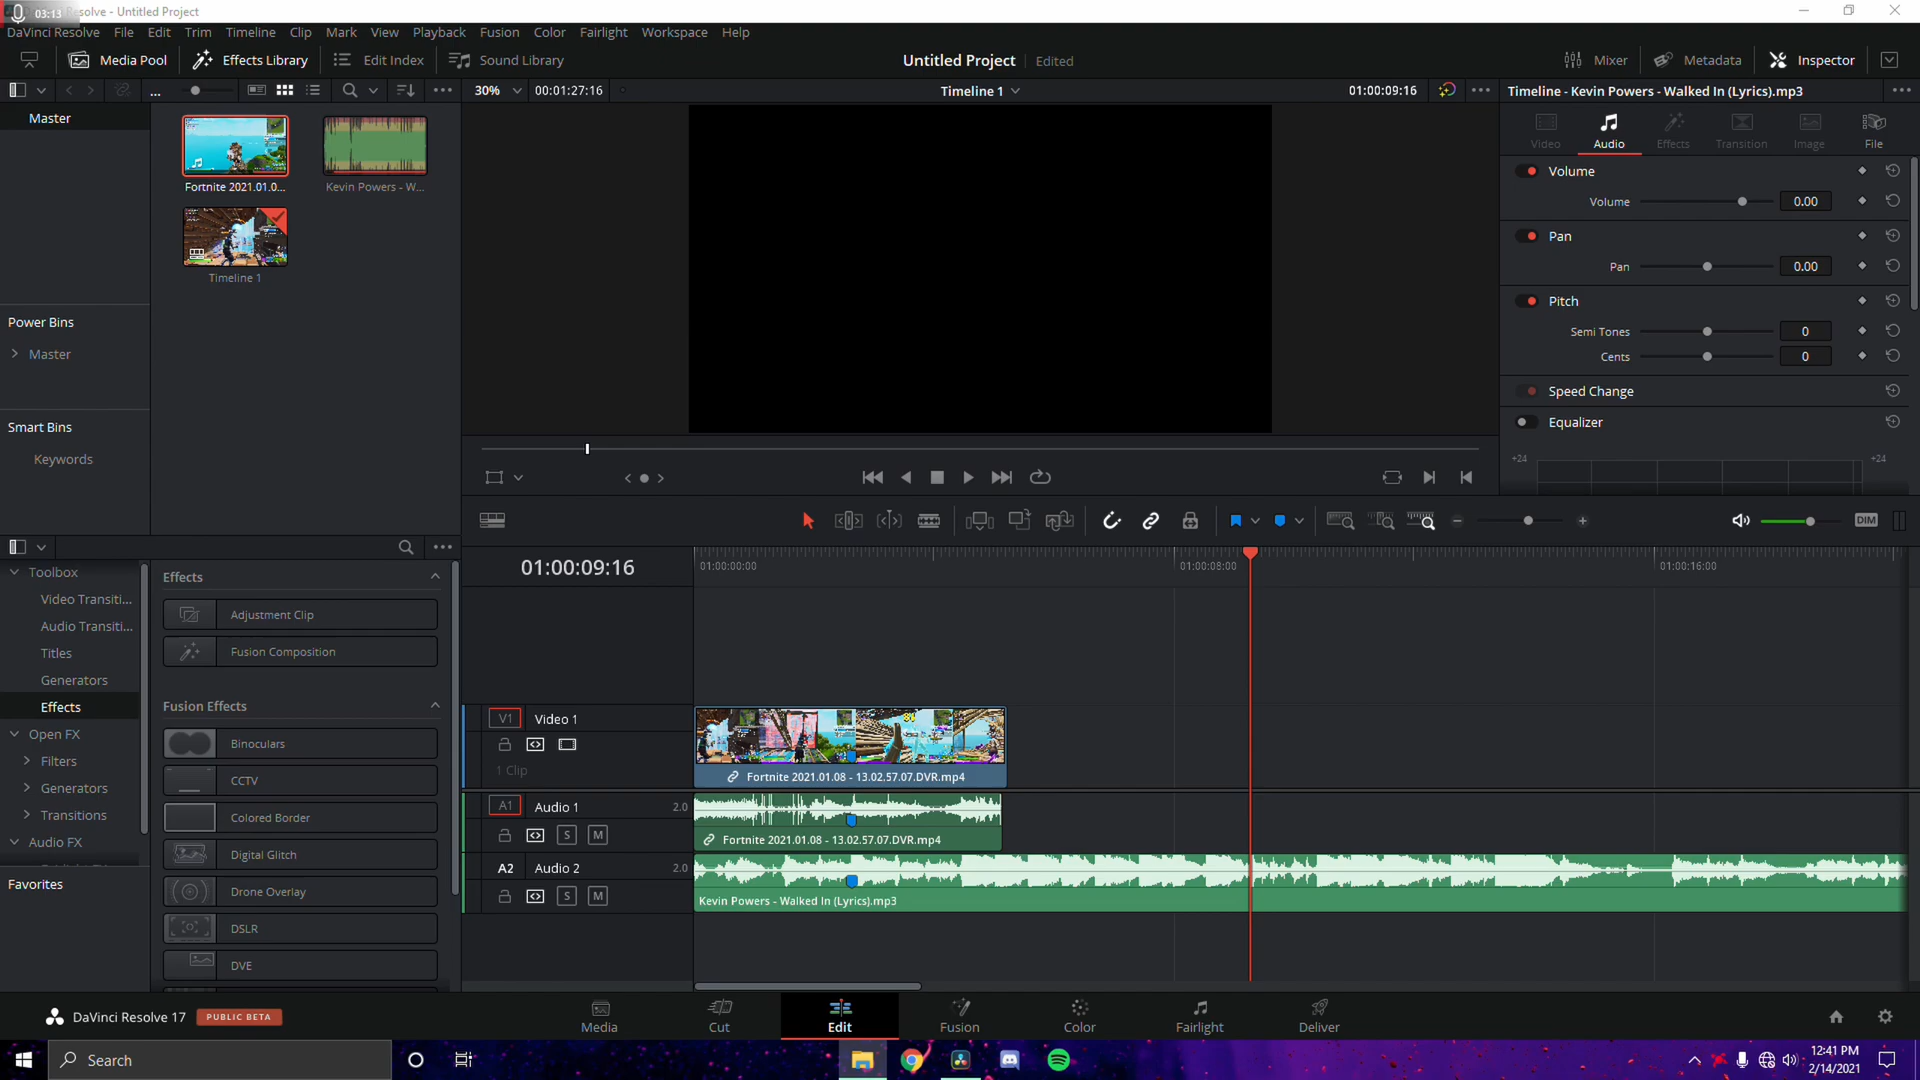 03:13
Resolve - Untitled Project
DaVinci Resolve File Edit Trim Timeline Clip Mark View Playback Fusion Color Fairlight Workspace Help
Media Pool Effects Library Edit Index Sound Library
Untitled Project Edited
Mixer Metadata Inspector
30% 00:01:27:16
Timeline 1
01:00:09:16
Timeline - Kevin Powers - Walked In (Lyrics).mp3
Master
Fortnite 2021.01.0...
Kevin Powers - W...
Timeline 1
Power Bins
Master
Smart Bins
Keywords
Video Audio Effects Transition Image File
Volume
Volume 0.00
Pan
Pan 0.00
Pitch
Semi Tones 0
Cents 0
Speed Change
Equalizer
+24 +24
DIM
Toolbox
Video Transiti...
Audio Transiti...
Titles
Generators
Effects
Open FX
Filters
Generators
Transitions
Audio FX
Favorites
Effects
Adjustment Clip
Fusion Composition
Fusion Effects
Binoculars
CCTV
Colored Border
Digital Glitch
Drone Overlay
DSLR
DVE
01:00:09:16
01:00:00:00 01:00:08:00 01:00:16:00
V1 Video 1
1 Clip
Fortnite 2021.01.08 - 13.02.57.07.DVR.mp4
A1 Audio 1 2.0
S M
Fortnite 2021.01.08 - 13.02.57.07.DVR.mp4
A2 Audio 2 2.0
S M
Kevin Powers - Walked In (Lyrics).mp3
DaVinci Resolve 17 PUBLIC BETA
Media Cut Edit Fusion Color Fairlight Deliver
Search
12:41 PM
2/14/2021